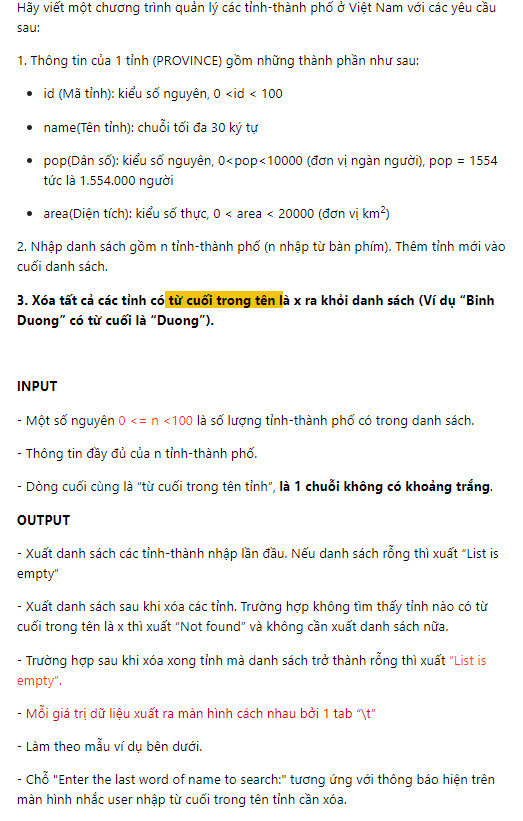 Hãy viết một chương trình quản lý các tỉnh-thành phố ở Việt Nam với các yêu cầu
sau:
1. Thông tin của 1 tỉnh (PROVINCE) gồm những thành phần như sau:
• id (Mã tỉnh): kiểu số nguyên, 0 <id < 100
• name(Tên tỉnh): chuỗi tối đa 30 ký tự
• pop(Dân số): kiểu số nguyên, 0<pop<10000 (đơn vị ngàn người), pop = 1554
tức là 1.554.000 người
• area(Diện tích): kiểu số thực, 0 < area < 20000 (đơn vị km²)
2. Nhập danh sách gồm n tỉnh-thành phố (n nhập từ bàn phím). Thêm tỉnh mới vào
cuối danh sách.
3. Xóa tất cả các tỉnh có từ cuối trong tên là x ra khỏi danh sách (Ví dụ “Binh
Duong” có từ cuối là “Duong”).
INPUT
- Một số nguyên 0 <= n <100 là số lượng tỉnh-thành phố có trong danh sách.
- Thông tin đầy đủ của n tỉnh-thành phố.
- Dòng cuối cùng là “từ cuối trong tên tỉnh”, là 1 chuỗi không có khoảng trắng.
OUTPUT
- Xuất danh sách các tỉnh-thành nhập lần đầu. Nếu danh sách rỗng thì xuất “List is
empty”
- Xuất danh sách sau khi xóa các tỉnh. Trường hợp không tìm thấy tỉnh nào có từ
cuối trong tên là x thì xuất “Not found” và không cần xuất danh sách nữa.
- Trường hợp sau khi xóa xong tỉnh mà danh sách trở thành rỗng thì xuất “List is
empty”.
- Mỗi giá trị dữ liệu xuất ra màn hình cách nhau bởi 1 tab “\t”
- Làm theo mẫu ví dụ bên dưới.
- Chỗ "Enter the last word of name to search:" tương ứng với thông báo hiện trên
màn hình nhắc user nhập từ cuối trong tên tỉnh cần xóa.